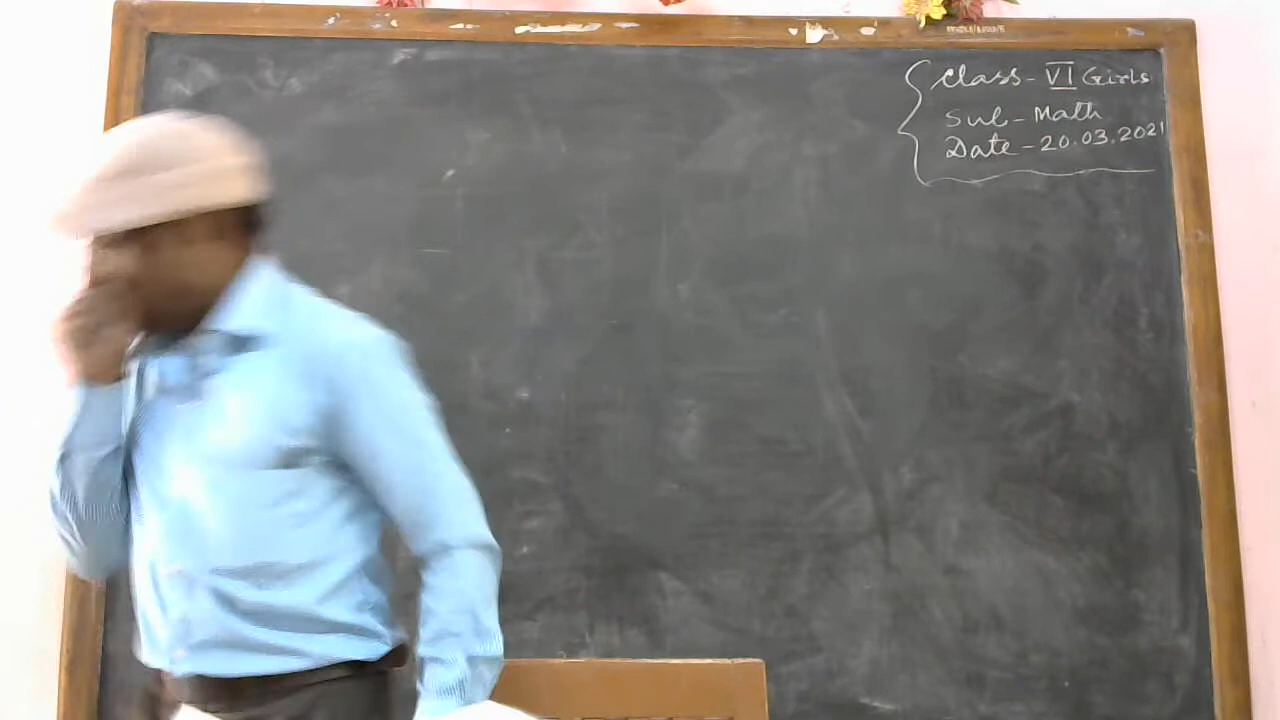 Class - VI Girls
Sub - Math
Date - 20.03.2021